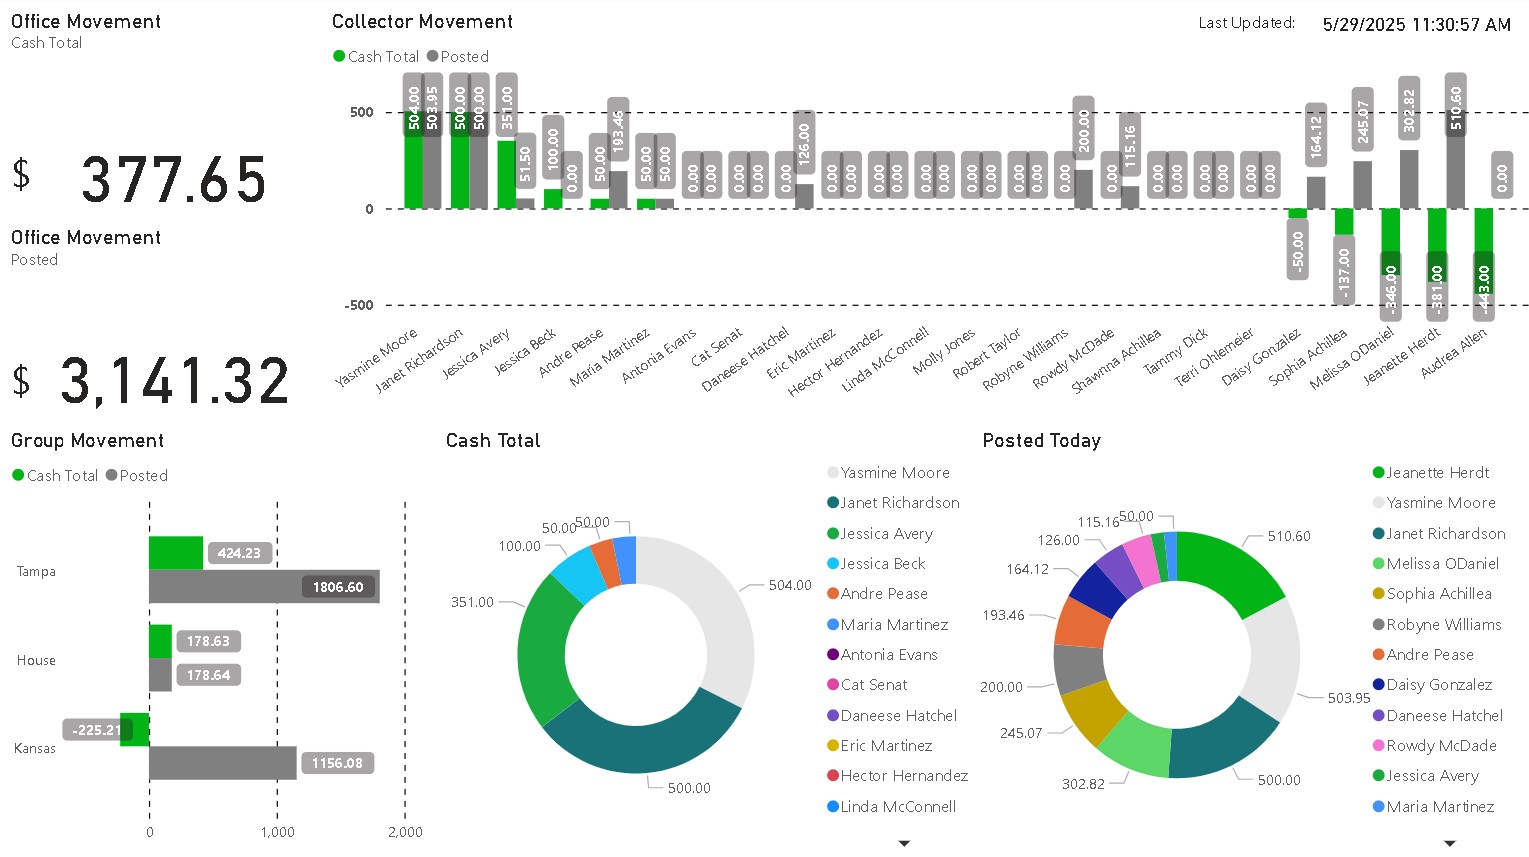 Office Movement
Cash Total
$ 377.65
Office Movement
Posted
$ 3,141.32
Collector Movement
Last Updated: 5/29/2025 11:30:57 AM
Cash Total Posted
500
0
-500
504.00
503.95
500.00
500.00
351.00
51.50
100.00
0.00
50.00
193.46
50.00
50.00
0.00
0.00
0.00
0.00
0.00
126.00
0.00
0.00
0.00
0.00
0.00
0.00
0.00
0.00
0.00
0.00
0.00
200.00
0.00
115.16
0.00
0.00
0.00
0.00
0.00
0.00
-50.00
164.12
-137.00
245.07
-346.00
302.82
-381.00
510.60
-443.00
0.00
Yasmine Moore
Janet Richardson
Jessica Avery
Jessica Beck
Andre Pease
Maria Martinez
Antonia Evans
Cat Senat
Daneese Hatchel
Eric Martinez
Hector Hernandez
Linda McConnell
Molly Jones
Robert Taylor
Robyne Williams
Rowdy McDade
Shawnna Achillea
Tammy Dick
Terri Ohlemeier
Daisy Gonzalez
Sophia Achillea
Melissa ODaniel
Jeanette Herdt
Audrea Allen
Group Movement
Cash Total Posted
Tampa
424.23
1806.60
House
178.63
178.64
Kansas
-225.21
1156.08
0
1,000
2,000
Cash Total
504.00
500.00
351.00
100.00
50.00
50.00
Yasmine Moore
Janet Richardson
Jessica Avery
Jessica Beck
Andre Pease
Maria Martinez
Antonia Evans
Cat Senat
Daneese Hatchel
Eric Martinez
Hector Hernandez
Linda McConnell
Posted Today
510.60
503.95
500.00
302.82
245.07
200.00
193.46
164.12
126.00
115.16
50.00
Jeanette Herdt
Yasmine Moore
Janet Richardson
Melissa ODaniel
Sophia Achillea
Robyne Williams
Andre Pease
Daisy Gonzalez
Daneese Hatchel
Rowdy McDade
Jessica Avery
Maria Martinez